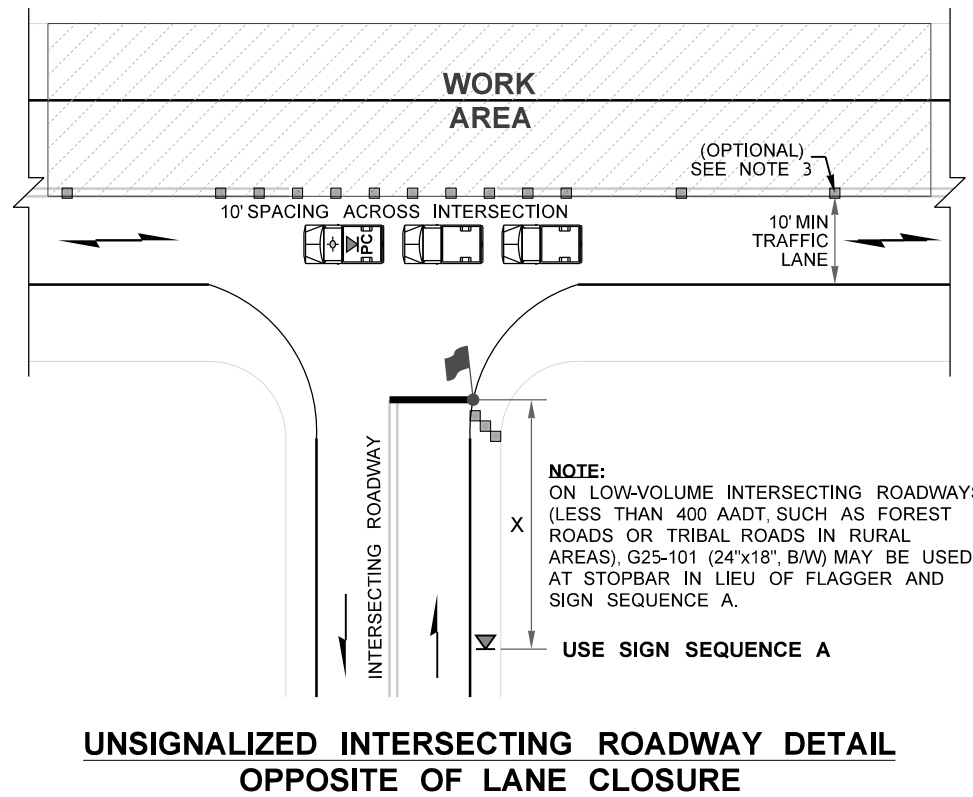 WORK
AREA
(OPTIONAL)
SEE NOTE 3
10' SPACING ACROSS INTERSECTION
10' MIN
TRAFFIC
LANE
PC
INTERSECTING ROADWAY
X
NOTE:
ON LOW-VOLUME INTERSECTING ROADWAYS
(LESS THAN 400 AADT, SUCH AS FOREST
ROADS OR TRIBAL ROADS IN RURAL
AREAS), G25-101 (24"x18", B/W) MAY BE USED
AT STOPBAR IN LIEU OF FLAGGER AND
SIGN SEQUENCE A.
USE SIGN SEQUENCE A
UNSIGNALIZED INTERSECTING ROADWAY DETAIL
OPPOSITE OF LANE CLOSURE